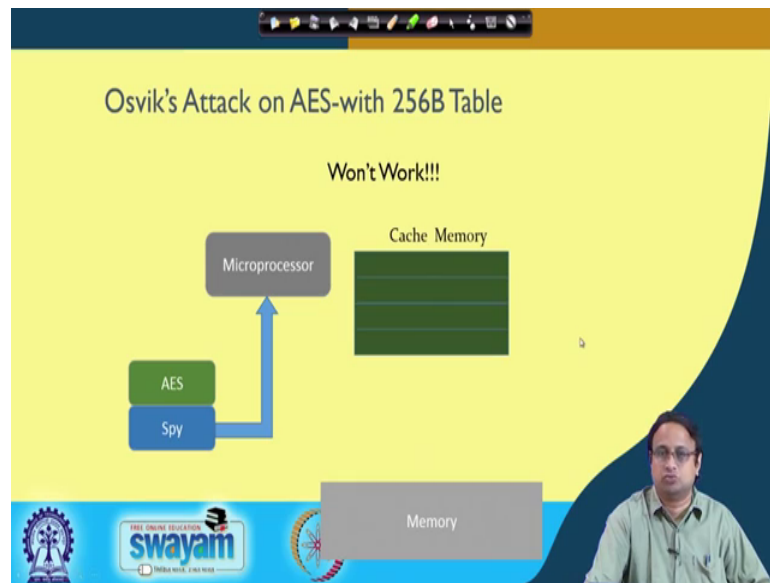 Osvik's Attack on AES-with 256B Table
Won't Work!!!
Cache Memory
Microprocessor
AES
Spy
Memory
FREE ONLINE EDUCATION
swayam